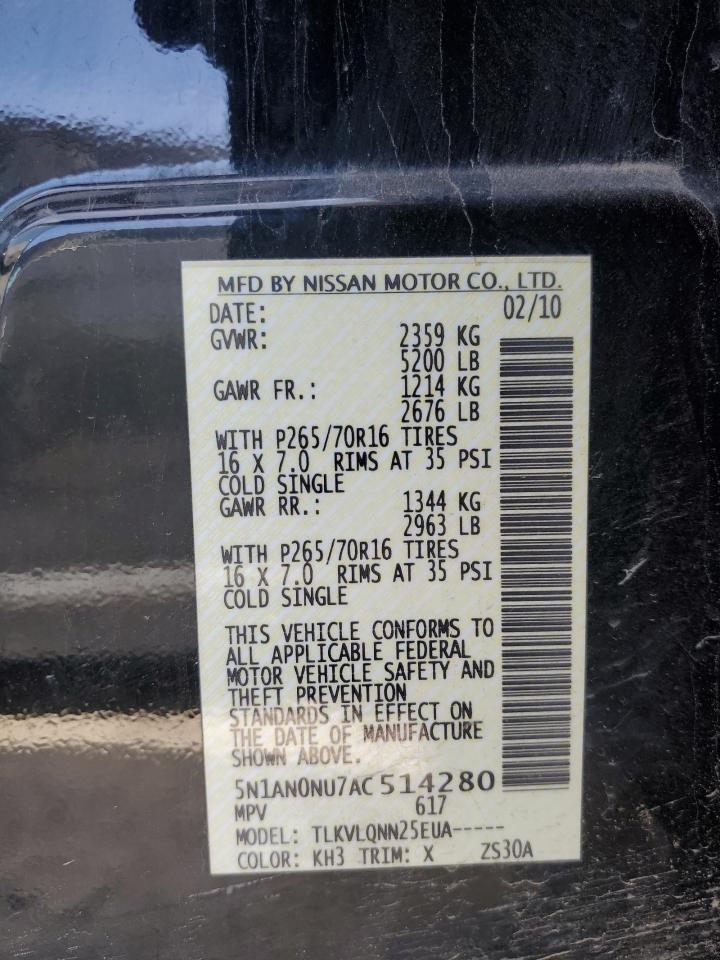 MFD BY NISSAN MOTOR CO., LTD.
DATE: 02/10
GVWR: 2359 KG
5200 LB
GAWR FR.: 1214 KG
2676 LB
WITH P265/70R16 TIRES
16 X 7.0 RIMS AT 35 PSI
COLD SINGLE
GAWR RR.: 1344 KG
2963 LB
WITH P265/70R16 TIRES
16 X 7.0 RIMS AT 35 PSI
COLD SINGLE
THIS VEHICLE CONFORMS TO
ALL APPLICABLE FEDERAL
MOTOR VEHICLE SAFETY AND
THEFT PREVENTION
STANDARDS IN EFFECT ON
THE DATE OF MANUFACTURE
SHOWN ABOVE.
5N1AN0NU7AC514280
MPV 617
MODEL: TLKVLQNN25EUA-----
COLOR: KH3 TRIM: X ZS30A